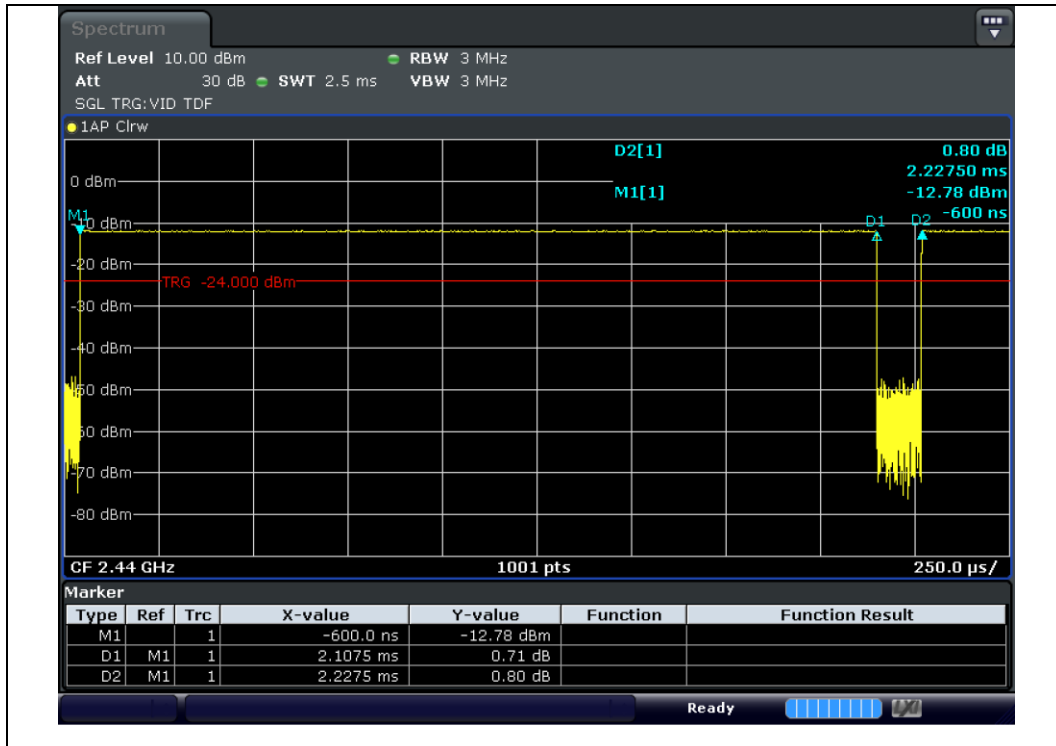 Spectrum
Ref Level 10.00 dBm RBW 3 MHz
Att 30 dB SWT 2.5 ms VBW 3 MHz
SGL TRG:VID TDF
1AP Clrw
D2[1] 0.80 dB
2.22750 ms
0 dBm
M1[1] -12.78 dBm
-600 ns
M1
D1
D2
-10 dBm
-20 dBm
TRG -24.000 dBm
-30 dBm
-40 dBm
-50 dBm
-60 dBm
-70 dBm
-80 dBm
CF 2.44 GHz 1001 pts 250.0 µs/
Marker
Type Ref Trc X-value Y-value Function Function Result
M1 1 -600.0 ns -12.78 dBm
D1 M1 1 2.1075 ms 0.71 dB
D2 M1 1 2.2275 ms 0.80 dB
Ready LXI